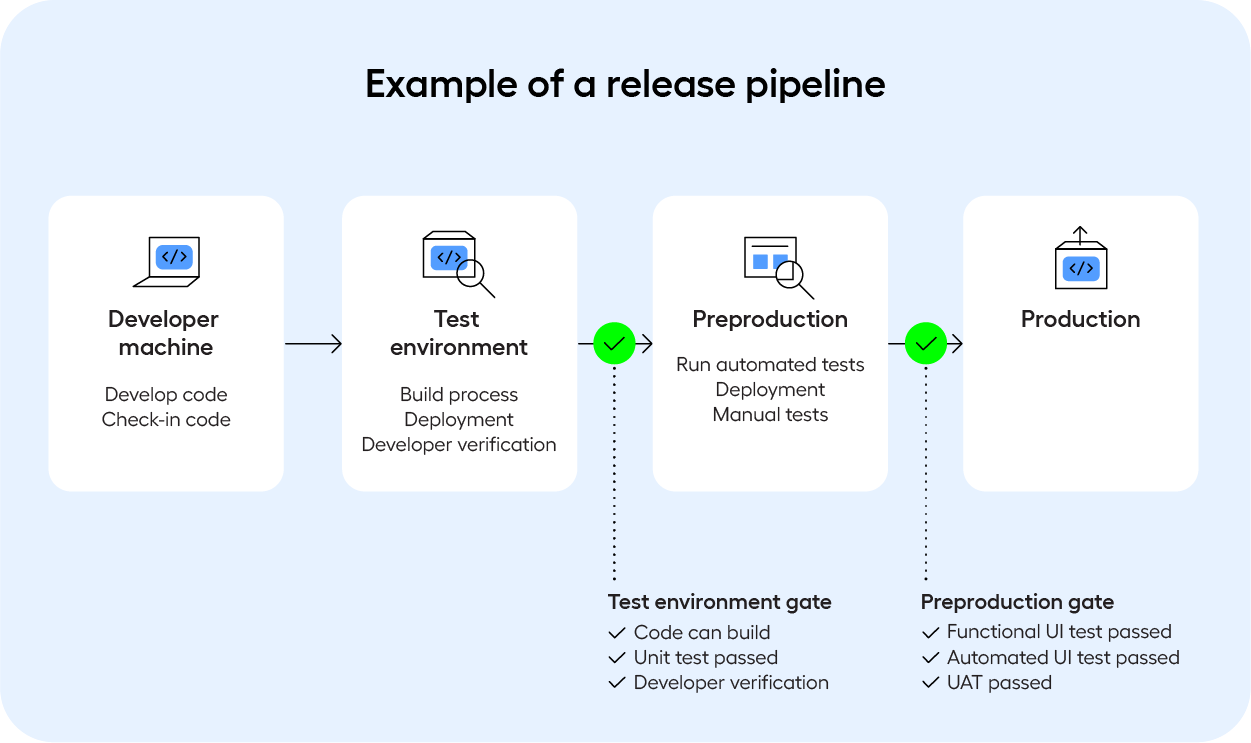 Example of a release pipeline
</>
Developer
machine
Develop code
Check-in code
</>
Test
environment
Build process
Deployment
Developer verification
Preproduction
Run automated tests
Deployment
Manual tests
</>
Production
Test environment gate
Code can build
Unit test passed
Developer verification
Preproduction gate
Functional UI test passed
Automated UI test passed
UAT passed